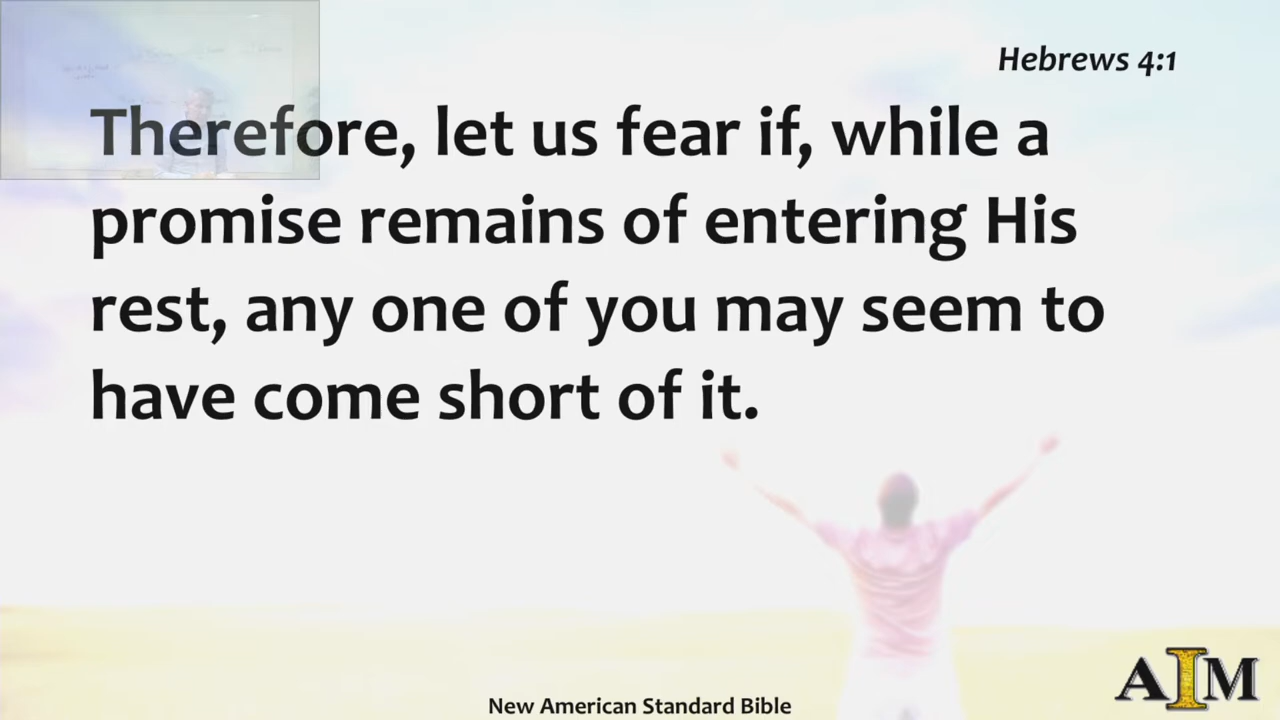 Hebrews 4:1
Therefore, let us fear if, while a
promise remains of entering His
rest, any one of you may seem to
have come short of it.
New American Standard Bible
AIM